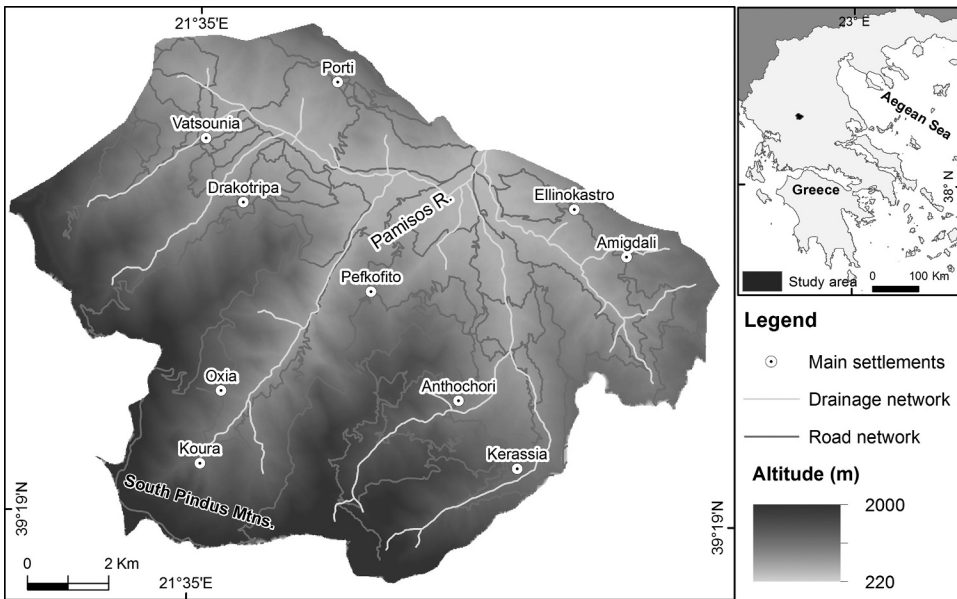 21°35'E
Porti
Vatsounia
Drakotripa
Ellinokastro
Pamisos R.
Amigdali
Pefkofito
Oxia
Anthochori
Koura
Kerassia
South Pindus Mtns.
39°19'N
39°19'N
0 2 Km
21°35'E
23° E
Aegean Sea
Greece
38° N
Study area
0 100 Km
Legend
Main settlements
Drainage network
Road network
Altitude (m)
2000
220